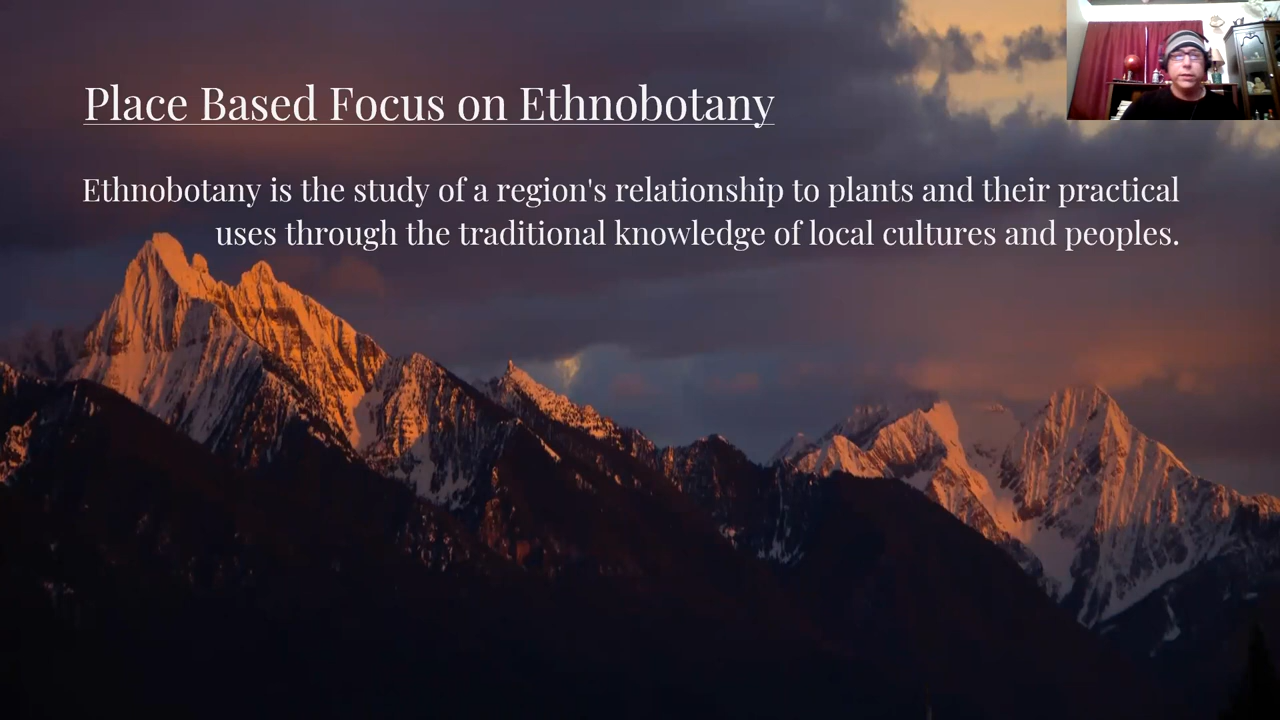 Place Based Focus on Ethnobotany
Ethnobotany is the study of a region's relationship to plants and their practical
uses through the traditional knowledge of local cultures and peoples.